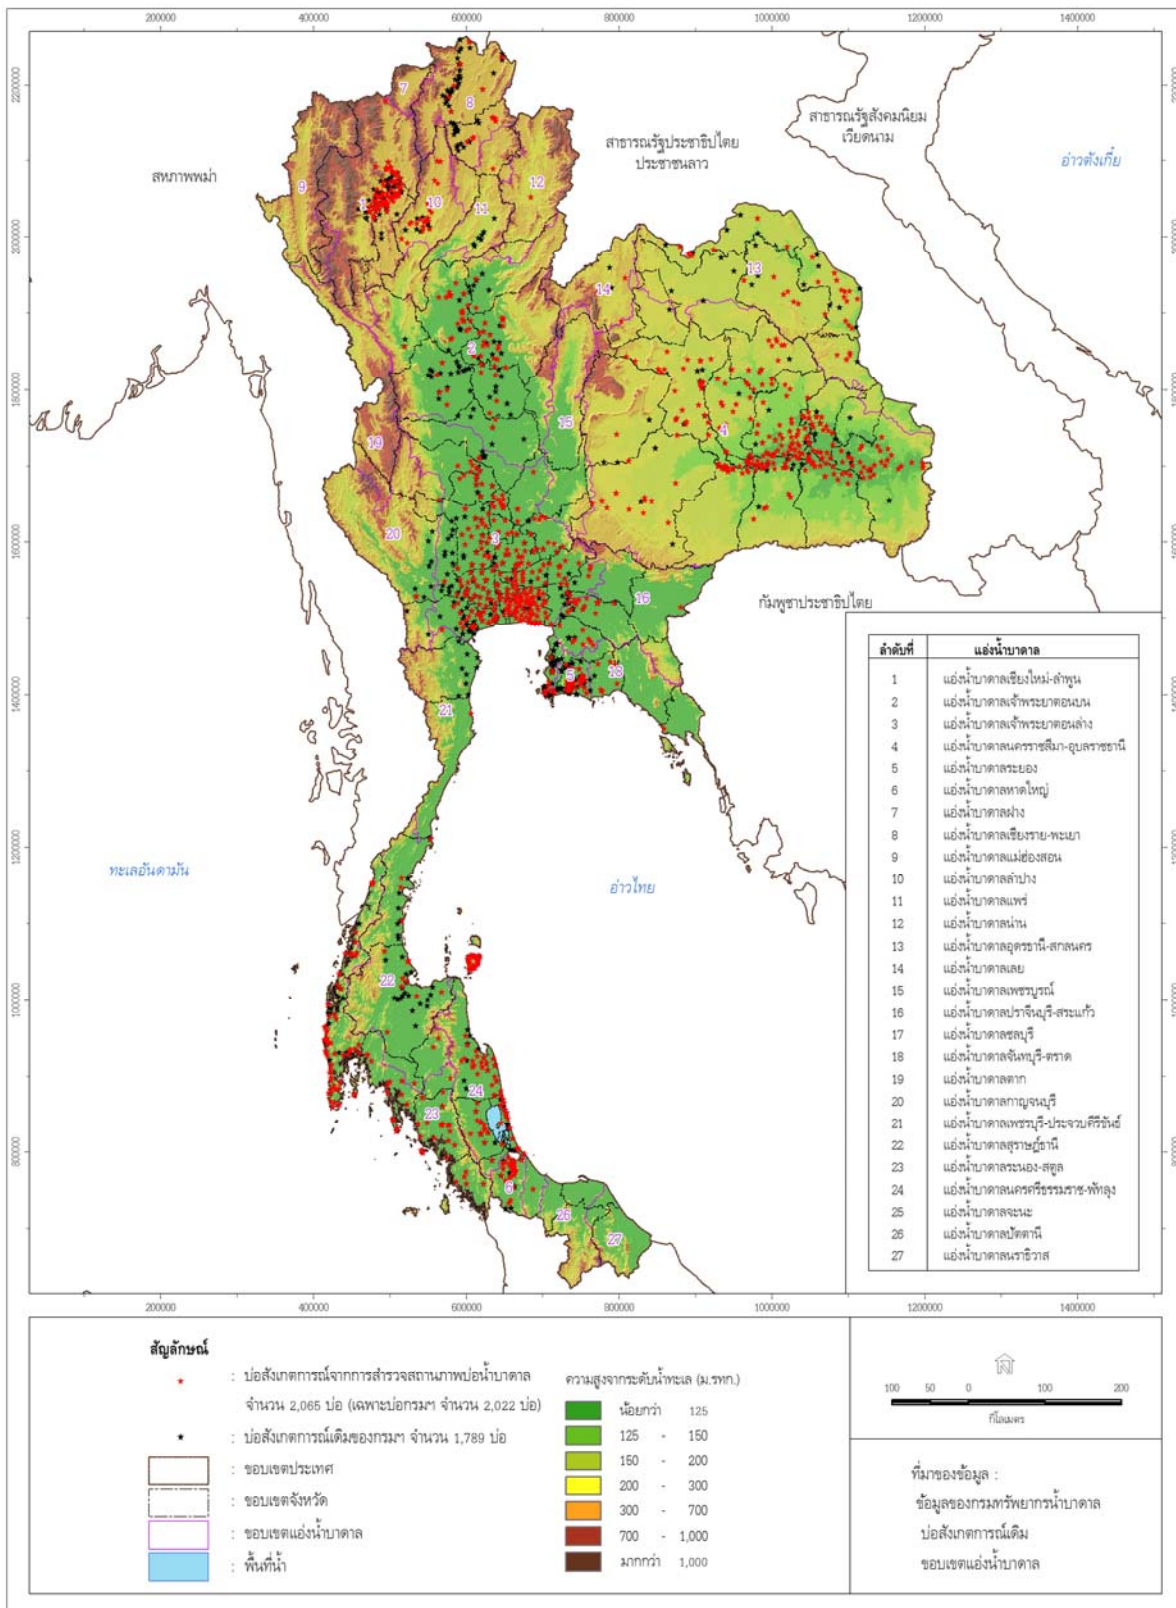 200000 400000 600000 800000 1000000 1200000 1400000
2200000
2000000
1800000
1600000
1400000
1200000
1000000
800000
สหภาพพม่า
สาธารณรัฐประชาธิปไตย
ประชาชนลาว
สาธารณรัฐสังคมนิยม
เวียดนาม
อ่าวตังเกี๋ย
กัมพูชาประชาธิปไตย
ทะเลอันดามัน
อ่าวไทย
7
8
9
1
10
11
12
13
14
2
15
4
19
20
3
16
18
5
21
22
24
23
6
26
27
ลำดับที่ แอ่งน้ำบาดาล
1 แอ่งน้ำบาดาลเชียงใหม่-ลำพูน
2 แอ่งน้ำบาดาลเจ้าพระยาตอนบน
3 แอ่งน้ำบาดาลเจ้าพระยาตอนล่าง
4 แอ่งน้ำบาดาลนครราชสีมา-อุบลราชธานี
5 แอ่งน้ำบาดาลระยอง
6 แอ่งน้ำบาดาลหาดใหญ่
7 แอ่งน้ำบาดาลฝาง
8 แอ่งน้ำบาดาลเชียงราย-พะเยา
9 แอ่งน้ำบาดาลแม่ฮ่องสอน
10 แอ่งน้ำบาดาลลำปาง
11 แอ่งน้ำบาดาลแพร่
12 แอ่งน้ำบาดาลน่าน
13 แอ่งน้ำบาดาลอุดรธานี-สกลนคร
14 แอ่งน้ำบาดาลเลย
15 แอ่งน้ำบาดาลเพชรบูรณ์
16 แอ่งน้ำบาดาลปราจีนบุรี-สระแก้ว
17 แอ่งน้ำบาดาลชลบุรี
18 แอ่งน้ำบาดาลจันทบุรี-ตราด
19 แอ่งน้ำบาดาลตาก
20 แอ่งน้ำบาดาลกาญจนบุรี
21 แอ่งน้ำบาดาลเพชรบุรี-ประจวบคีรีขันธ์
22 แอ่งน้ำบาดาลสุราษฎ์ธานี
23 แอ่งน้ำบาดาลระนอง-สตูล
24 แอ่งน้ำบาดาลนครศรีธรรมราช-พัทลุง
25 แอ่งน้ำบาดาลจะนะ
26 แอ่งน้ำบาดาลปัตตานี
27 แอ่งน้ำบาดาลนราธิวาส
200000 400000 600000 800000 1000000 1200000 1400000
สัญลักษณ์
: บ่อสังเกตการณ์จากการสำรวจสถานภาพบ่อน้ำบาดาล
จำนวน 2,065 บ่อ (เฉพาะบ่อกรมฯ จำนวน 2,022 บ่อ)
: บ่อสังเกตการณ์เดิมของกรมฯ จำนวน 1,789 บ่อ
: ขอบเขตประเทศ
: ขอบเขตจังหวัด
: ขอบเขตแอ่งน้ำบาดาล
: พื้นที่น้ำ
ความสูงจากระดับน้ำทะเล (ม.รทก.)
น้อยกว่า 125
125 - 150
150 - 200
200 - 300
300 - 700
700 - 1,000
มากกว่า 1,000
N
100 50 0 100 200
กิโลเมตร
ที่มาของข้อมูล :
ข้อมูลของกรมทรัพยากรน้ำบาดาล
บ่อสังเกตการณ์เดิม
ขอบเขตแอ่งน้ำบาดาล